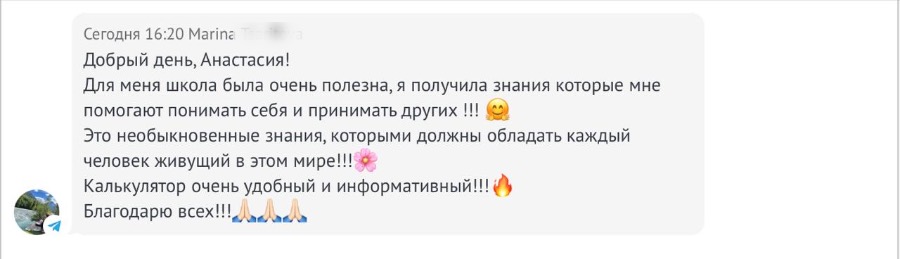 Сегодня 16:20 Marina
Добрый день, Анастасия!
Для меня школа была очень полезна, я получила знания которые мне
помогают понимать себя и принимать других !!! 🤗
Это необыкновенные знания, которыми должны обладать каждый
человек живущий в этом мире!!!🌸
Калькулятор очень удобный и информативный!!!🔥
Благодарю всех!!!🙏🏻🙏🏻🙏🏻